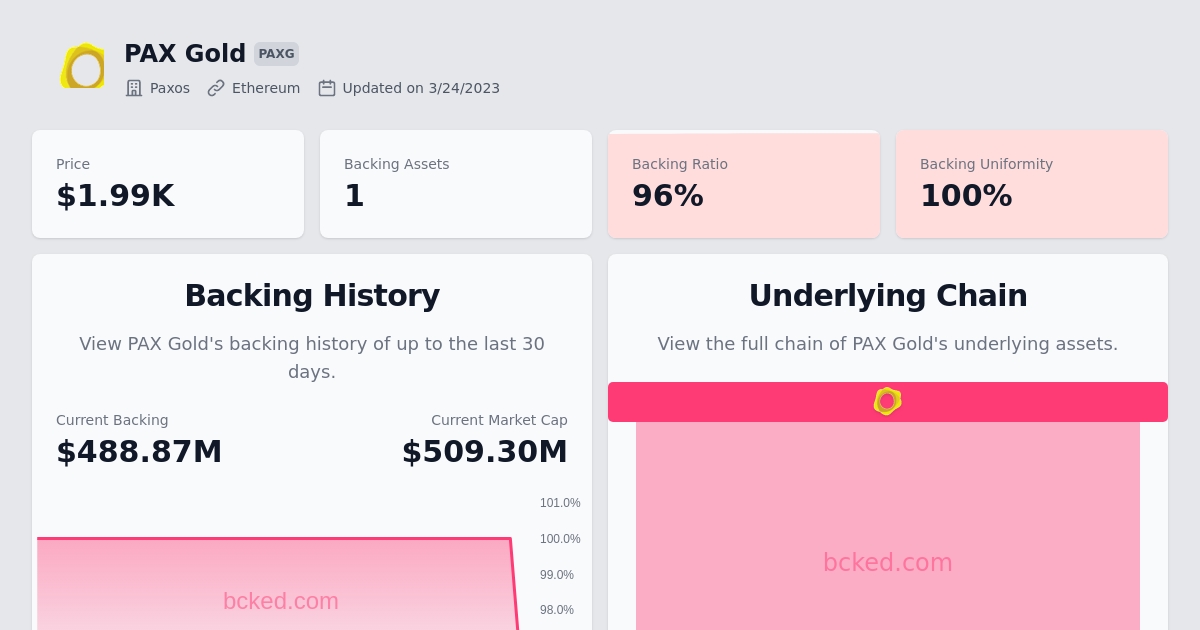 PAX Gold PAXG
Paxos Ethereum Updated on 3/24/2023
Price
$1.99K
Backing Assets
1
Backing Ratio
96%
Backing Uniformity
100%
Backing History
View PAX Gold's backing history of up to the last 30
days.
Current Backing
$488.87M
Current Market Cap
$509.30M
101.0%
100.0%
99.0%
98.0%
bcked.com
Underlying Chain
View the full chain of PAX Gold's underlying assets.
bcked.com